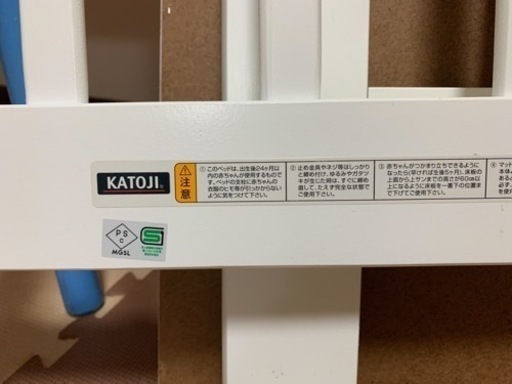 KATOJI
注意
①このベッドは、出生後24ヶ月以
内の赤ちゃんが使用するもので
す。ベッドの支柱に赤ちゃんの
衣服のヒモ等が引っかからない
ように気をつけて下さい。
②止め金具やネジ等はしっかり
と締め付け、ゆるみやガタツ
キが生じた時は、すぐに締め
直して、たえず完全な状態で
ご使用下さい。
③赤ちゃんがつかまり立ちできるように
なったら(早ければ生後5ヶ月)、床板の
上面から上サンまでの高さが60cm以
上になるように床板を一番下の位置ま
で下げてご使用下さい。
④マット
本体
ある
必ず
PS
C
MGSL